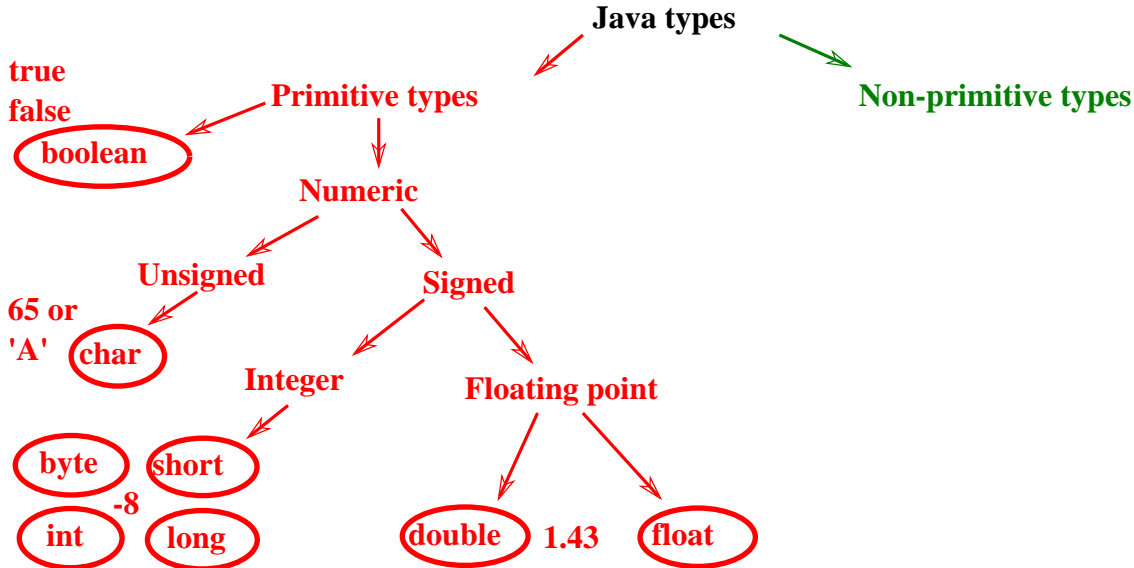 Java types
true
false
Primitive types
Non-primitive types
boolean
Numeric
Unsigned
Signed
65 or
'A'
char
Integer
Floating point
byte
short
-8
int
long
double
1.43
float